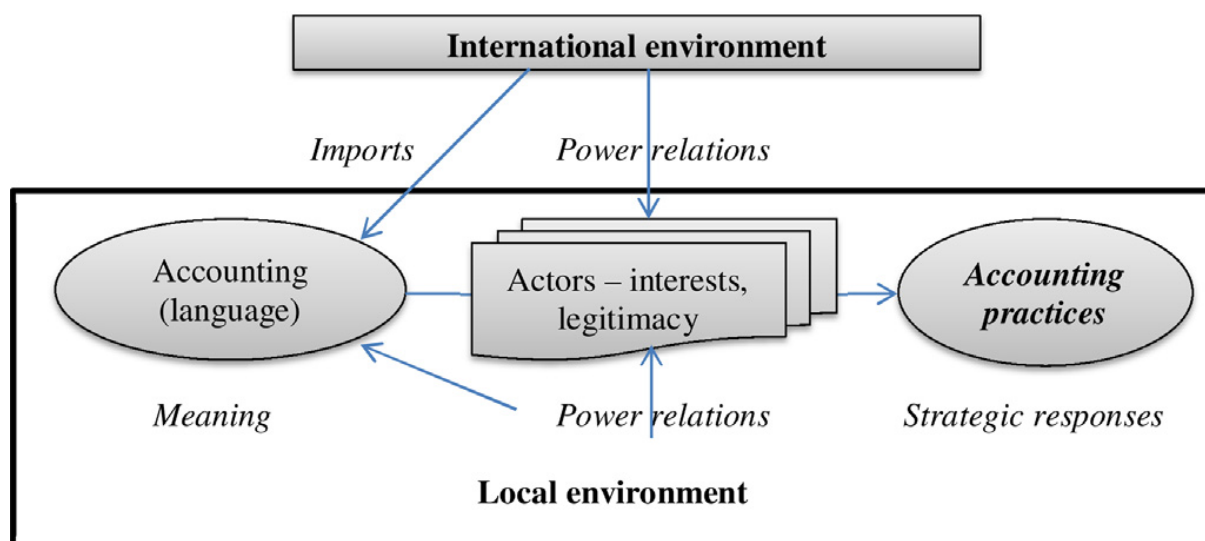 International environment
Imports
Power relations
Accounting
(language)
Actors – interests,
legitimacy
Accounting
practices
Meaning
Power relations
Strategic responses
Local environment